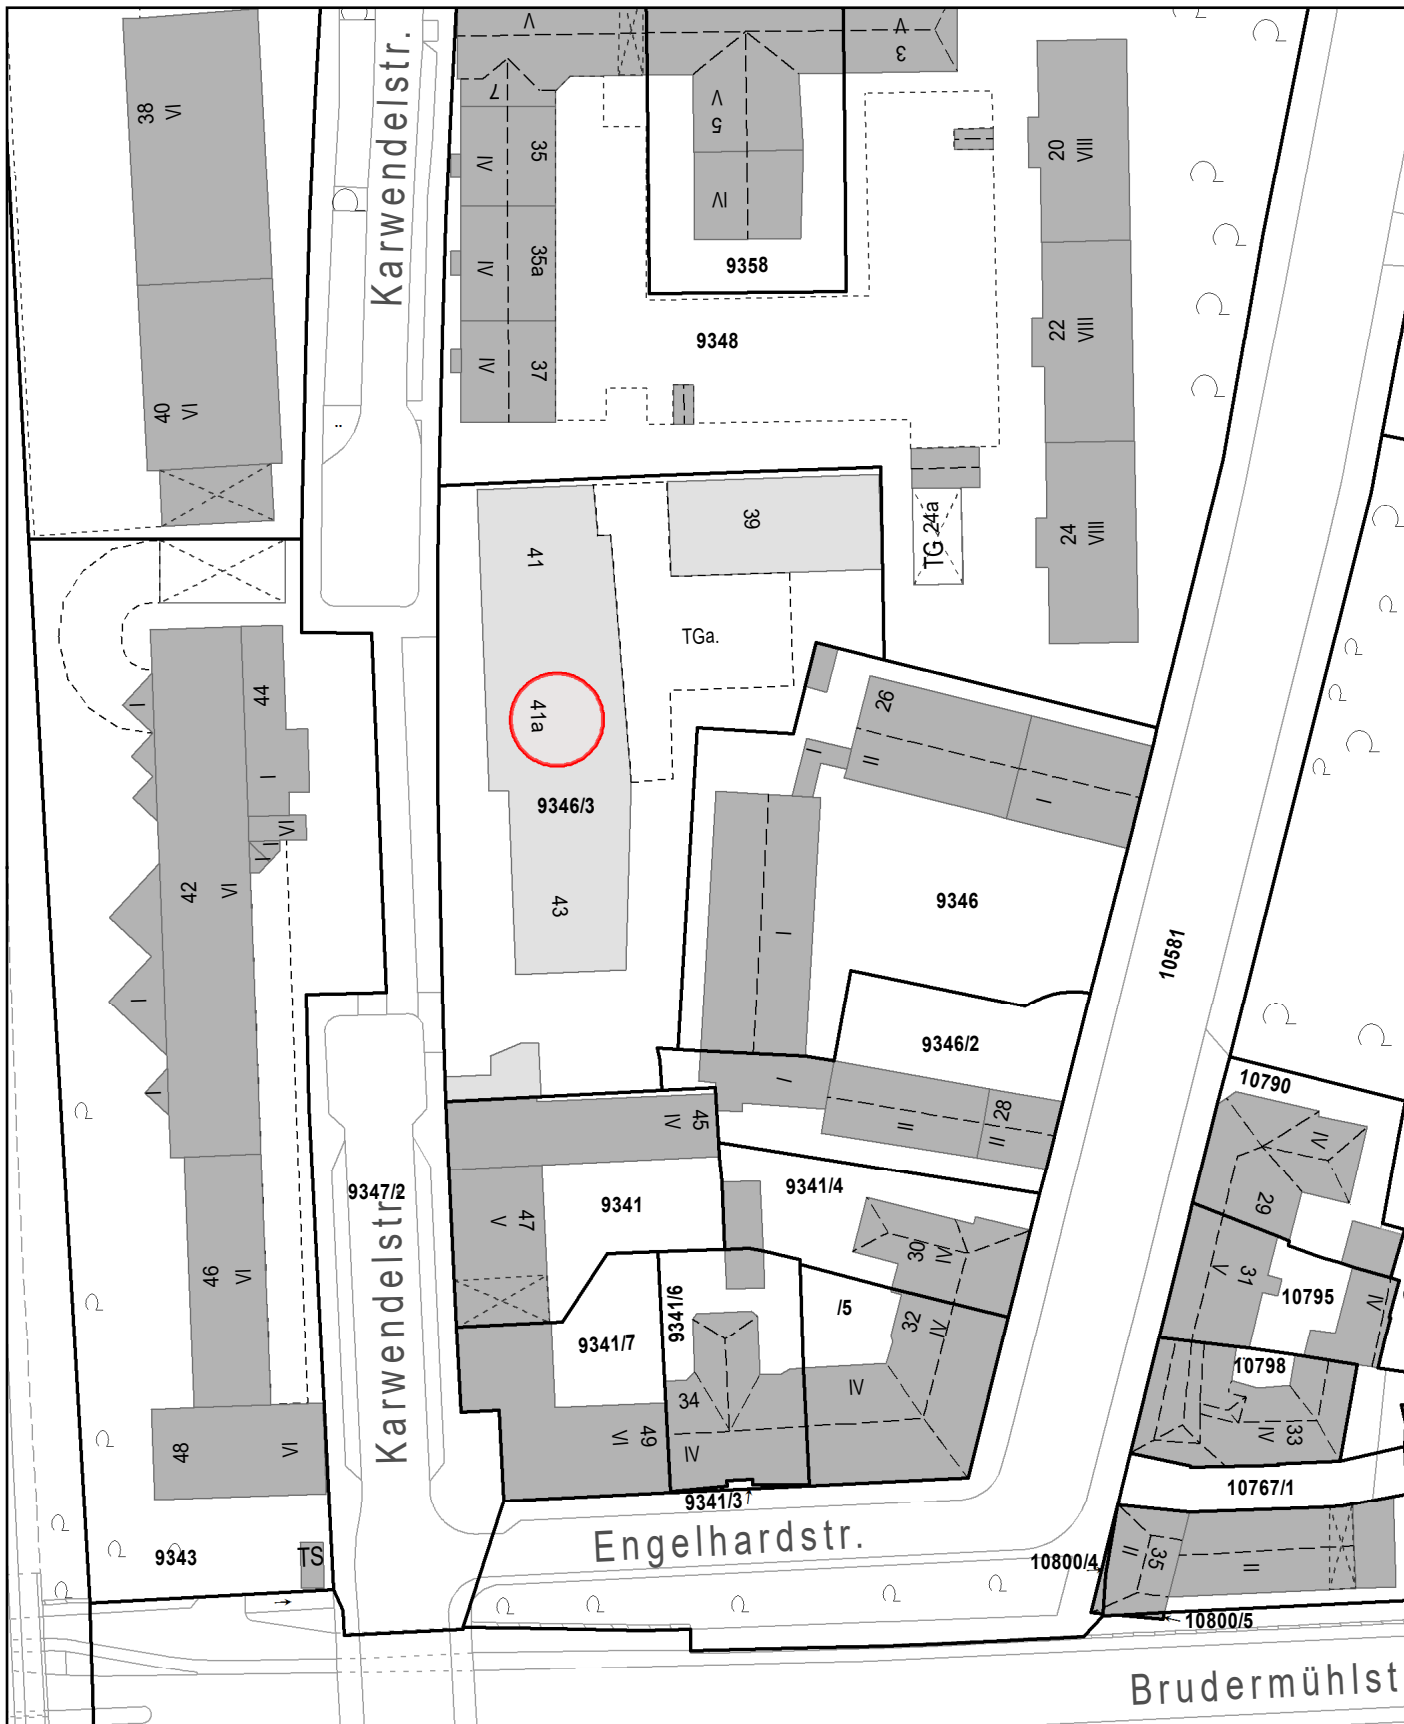 Karwendelstr.
38
VI
40
VI
V
7
35
IV
35a
IV
37
IV
V
5
IV
V
3
9358
9348
20
VIII
22
VIII
24
VIII
TG 24a
39
41
41a
43
TGa.
9346/3
44
I
I
VI
I
I
42
VI
I
I
46
VI
48
VI
9343
TS
26
II
I
I
I
9346
9346/2
10581
I
II
28
II
45
IV
9341
47
V
9341/4
9347/2
Karwendelstr.
9341/6
9341/7
/5
30
IV
32
IV
IV
34
IV
49
VI
9341/3
Engelhardstr.
10790
IV
29
31
V
10795
IV
10798
33
IV
10767/1
10800/4
35
II
II
10800/5
Brudermühlst